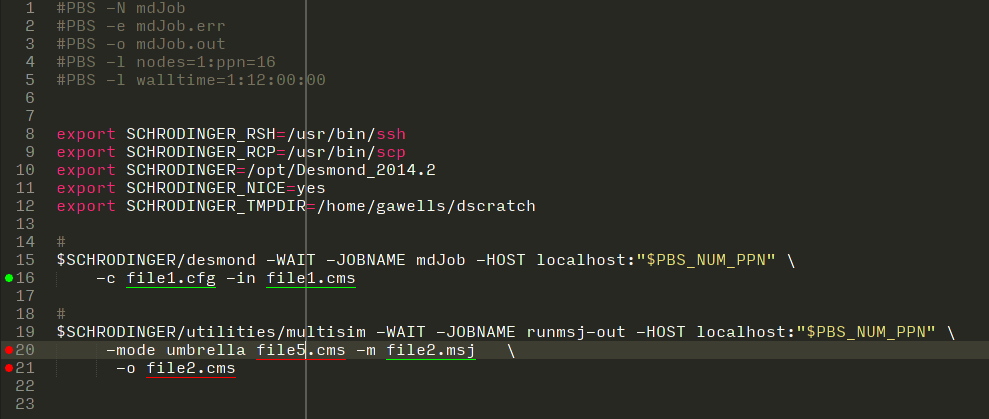 1 #PBS -N mdJob
2 #PBS -e mdJob.err
3 #PBS -o mdJob.out
4 #PBS -l nodes=1:ppn=16
5 #PBS -l walltime=1:12:00:00
6
7
8 export SCHRODINGER_RSH=/usr/bin/ssh
9 export SCHRODINGER_RCP=/usr/bin/scp
10 export SCHRODINGER=/opt/Desmond_2014.2
11 export SCHRODINGER_NICE=yes
12 export SCHRODINGER_TMPDIR=/home/gawells/dscratch
13
14 #
15 $SCHRODINGER/desmond -WAIT -JOBNAME mdJob -HOST localhost:"$PBS_NUM_PPN" \
16 -c file1.cfg -in file1.cms
17
18 #
19 $SCHRODINGER/utilities/multisim -WAIT -JOBNAME runmsj-out -HOST localhost:"$PBS_NUM_PPN" \
20 -mode umbrella file5.cms -m file2.msj \
21 -o file2.cms
22
23